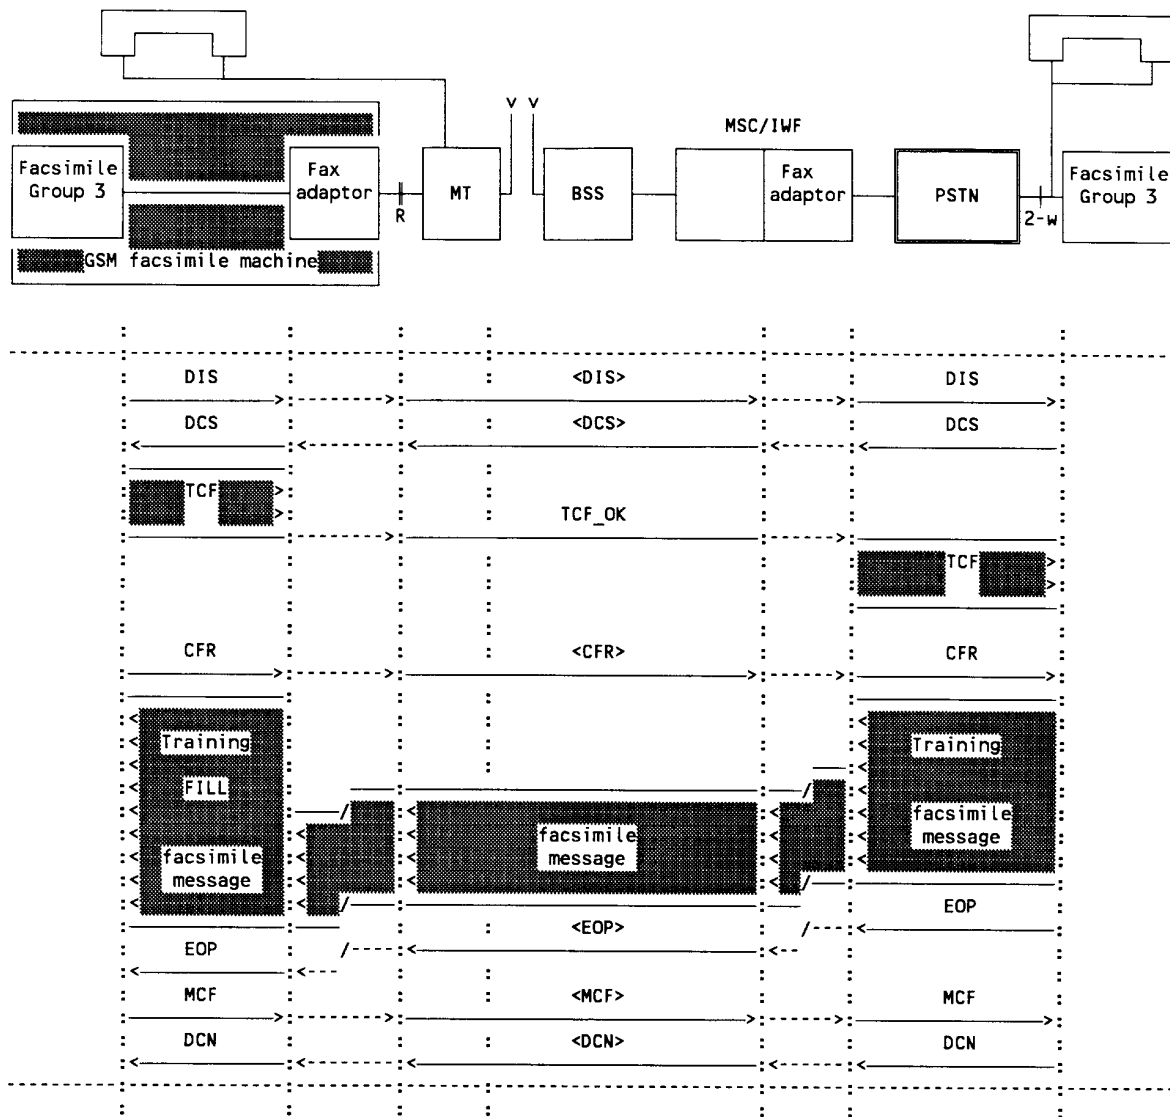 MSC/IWF
Facsimile
Group 3
Fax
adaptor
R
MT
BSS
Fax
adaptor
PSTN
2-w
Facsimile
Group 3
GSM facsimile machine
DIS <DIS> DIS
DCS <DCS> DCS
TCF
TCF_OK
TCF
CFR <CFR> CFR
Training
FILL
facsimile
message
facsimile
message
Training
facsimile
message
EOP
<EOP>
EOP
MCF <MCF> MCF
DCN <DCN> DCN